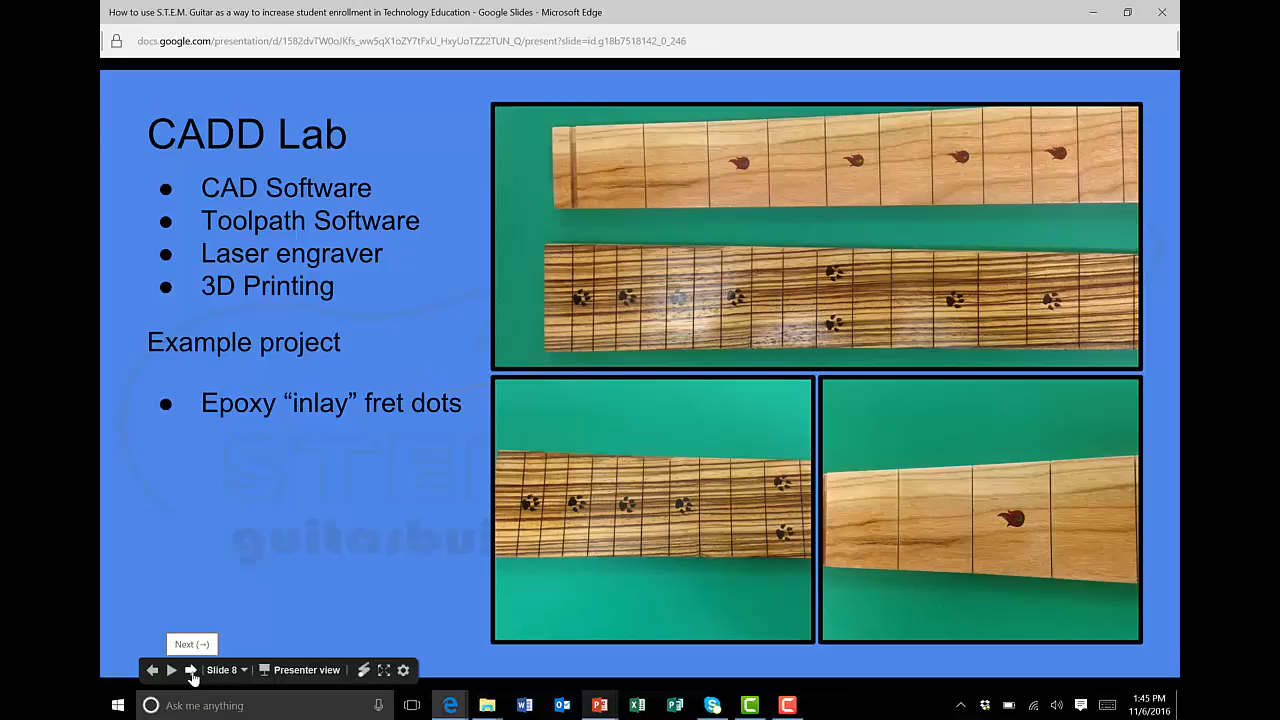 How to use S.T.E.M. Guitar as a way to increase student enrollment in Technology Education - Google Slides - Microsoft Edge
docs.google.com/presentation/d/1582dvTW0oJKfs_ww5qX1oZY7tFxU_HxyUoTZZ2TUN_Q/present?slide=id.g18b7518142_0_246
CADD Lab
● CAD Software
● Toolpath Software
● Laser engraver
● 3D Printing
Example project
● Epoxy “inlay” fret dots
STE
guitarbui
Next (→)
Slide 8
Presenter view
Ask me anything
1:45 PM
11/6/2016